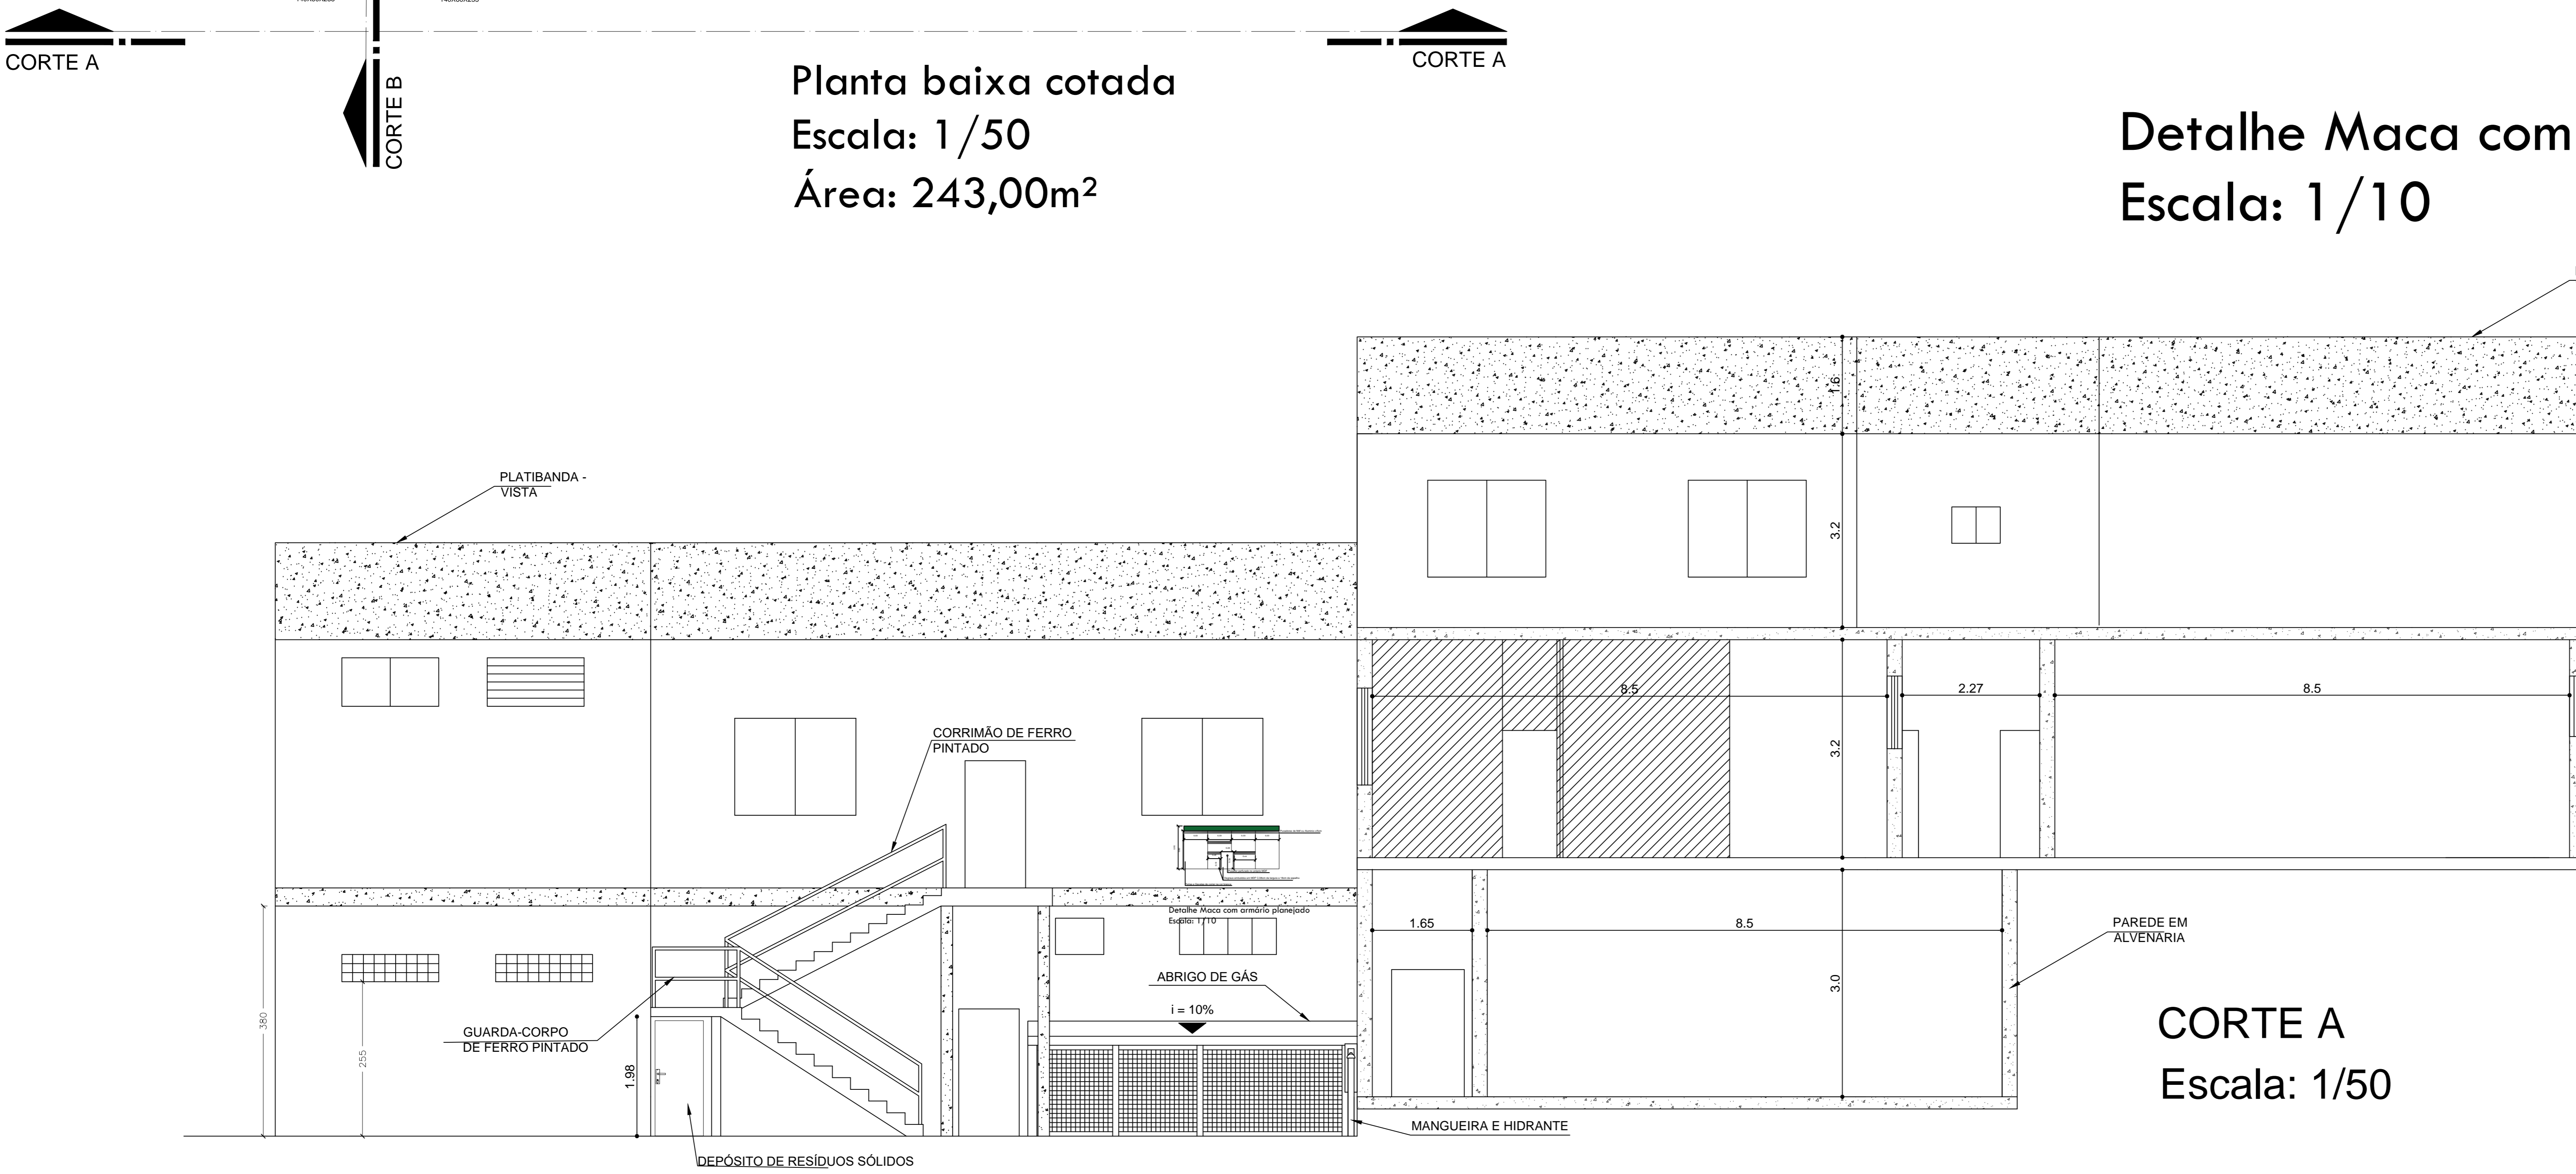 CORTE A
CORTE B
CORTE A
Planta baixa cotada
Escala: 1/50
Área: 243,00m²
Detalhe Maca com
Escala: 1/10
PLATIBANDA -
VISTA
1.6
3.2
CORRIMÃO DE FERRO
PINTADO
8.5
2.27
8.5
3.2
Detalhe Maca com armário planejado
Escala: 1/10
1.65
8.5
PAREDE EM
ALVENARIA
ABRIGO DE GÁS
i = 10%
3.0
380
255
GUARDA-CORPO
DE FERRO PINTADO
1.98
CORTE A
Escala: 1/50
MANGUEIRA E HIDRANTE
DEPÓSITO DE RESÍDUOS SÓLIDOS